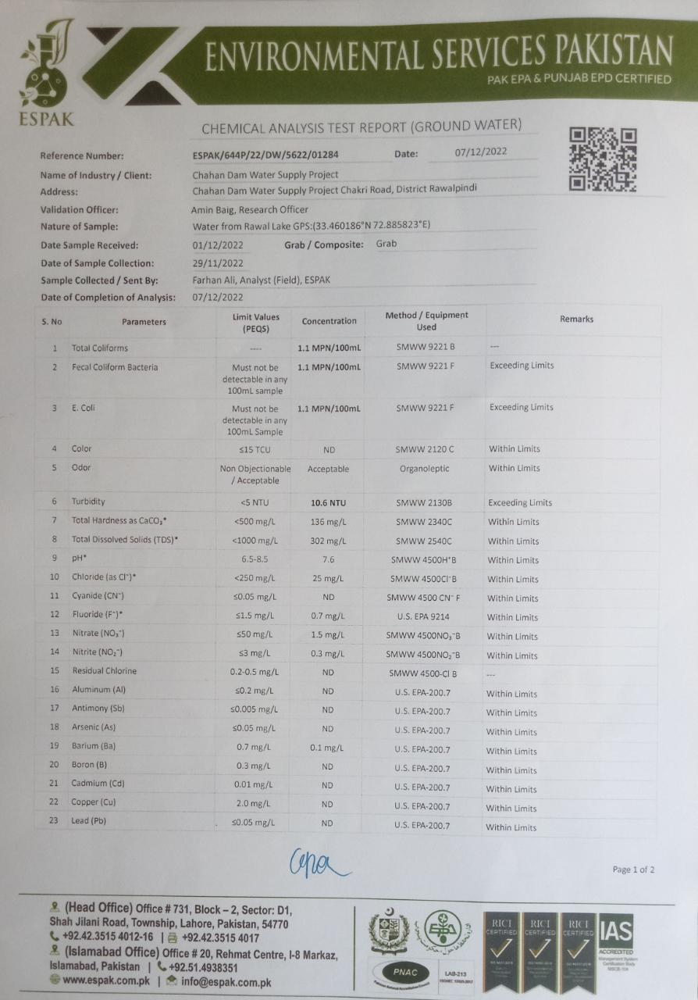 ENVIRONMENTAL SERVICES PAKISTAN
PAK EPA & PUNJAB EPD CERTIFIED
ESPAK
CHEMICAL ANALYSIS TEST REPORT (GROUND WATER)
Reference Number: ESPAK/644P/22/DW/5622/01284 Date: 07/12/2022
Name of Industry / Client: Chahan Dam Water Supply Project
Address: Chahan Dam Water Supply Project Chakri Road, District Rawalpindi
Validation Officer: Amin Baig, Research Officer
Nature of Sample: Water from Rawal Lake GPS:(33.460186°N 72.885823°E)
Date Sample Received: 01/12/2022 Grab / Composite: Grab
Date of Sample Collection: 29/11/2022
Sample Collected / Sent By: Farhan Ali, Analyst (Field), ESPAK
Date of Completion of Analysis: 07/12/2022
S. No Parameters Limit Values (PEQS) Concentration Method / Equipment Used Remarks
1 Total Coliforms ---- 1.1 MPN/100mL SMWW 9221 B ---
2 Fecal Coliform Bacteria Must not be detectable in any 100mL sample 1.1 MPN/100mL SMWW 9221 F Exceeding Limits
3 E. Coli Must not be detectable in any 100mL Sample 1.1 MPN/100mL SMWW 9221 F Exceeding Limits
4 Color ≤15 TCU ND SMWW 2120 C Within Limits
5 Odor Non Objectionable / Acceptable Acceptable Organoleptic Within Limits
6 Turbidity <5 NTU 10.6 NTU SMWW 2130B Exceeding Limits
7 Total Hardness as CaCO₃* <500 mg/L 136 mg/L SMWW 2340C Within Limits
8 Total Dissolved Solids (TDS)* <1000 mg/L 302 mg/L SMWW 2540C Within Limits
9 pH* 6.5-8.5 7.6 SMWW 4500H⁺B Within Limits
10 Chloride (as Cl⁻)* <250 mg/L 25 mg/L SMWW 4500Cl⁻B Within Limits
11 Cyanide (CN⁻) ≤0.05 mg/L ND SMWW 4500 CN⁻ F Within Limits
12 Fluoride (F⁻)* ≤1.5 mg/L 0.7 mg/L U.S. EPA 9214 Within Limits
13 Nitrate (NO₃⁻) ≤50 mg/L 1.5 mg/L SMWW 4500NO₃⁻B Within Limits
14 Nitrite (NO₂⁻) ≤3 mg/L 0.3 mg/L SMWW 4500NO₂⁻B Within Limits
15 Residual Chlorine 0.2-0.5 mg/L ND SMWW 4500-Cl B ---
16 Aluminum (Al) ≤0.2 mg/L ND U.S. EPA-200.7 Within Limits
17 Antimony (Sb) ≤0.005 mg/L ND U.S. EPA-200.7 Within Limits
18 Arsenic (As) ≤0.05 mg/L ND U.S. EPA-200.7 Within Limits
19 Barium (Ba) 0.7 mg/L 0.1 mg/L U.S. EPA-200.7 Within Limits
20 Boron (B) 0.3 mg/L ND U.S. EPA-200.7 Within Limits
21 Cadmium (Cd) 0.01 mg/L ND U.S. EPA-200.7 Within Limits
22 Copper (Cu) 2.0 mg/L ND U.S. EPA-200.7 Within Limits
23 Lead (Pb) ≤0.05 mg/L ND U.S. EPA-200.7 Within Limits
Page 1 of 2
(Head Office) Office # 731, Block – 2, Sector: D1,
Shah Jilani Road, Township, Lahore, Pakistan, 54770
+92.42.3515 4012-16 | +92.42.3515 4017
(Islamabad Office) Office # 20, Rehmat Centre, I-8 Markaz,
Islamabad, Pakistan | +92.51.4938351
www.espak.com.pk | info@espak.com.pk
PNAC
LAB-213
RICI CERTIFIED
RICI CERTIFIED
RICI CERTIFIED
IAS
ACCREDITED
Management System
Certification Body
MSCB-104